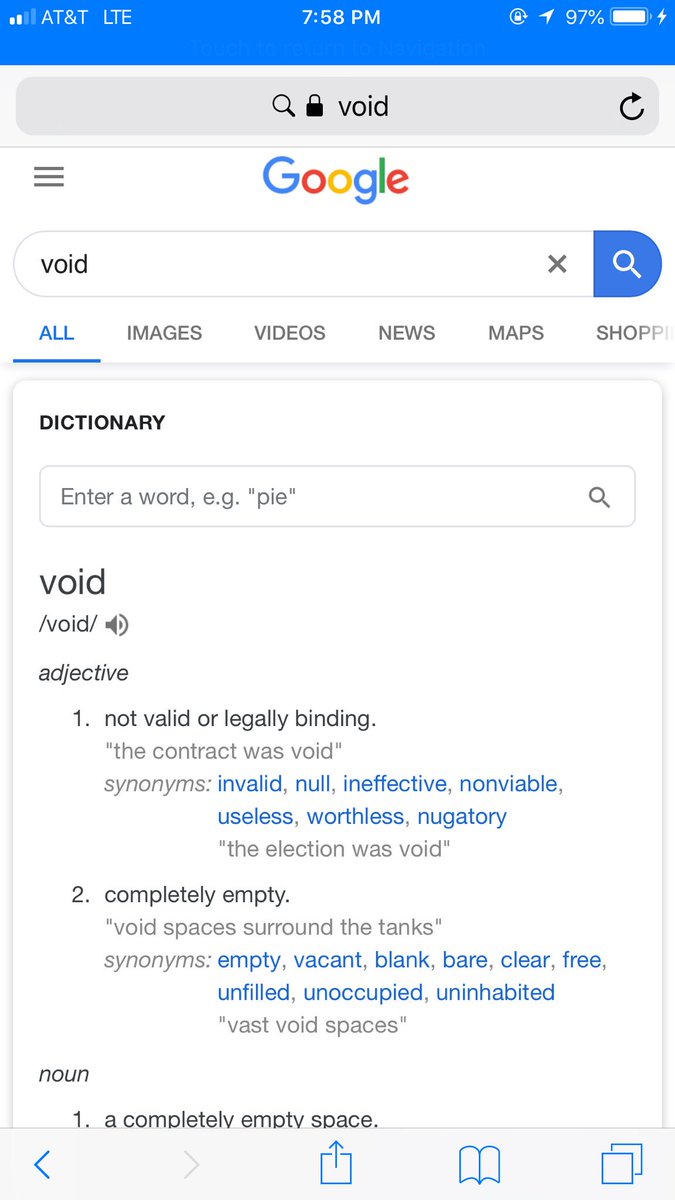 AT&T LTE 7:58 PM 97%
Touch to return to Navigation
void
Google
void
ALL IMAGES VIDEOS NEWS MAPS SHOPPI
DICTIONARY
Enter a word, e.g. "pie"
void
/void/
adjective
1. not valid or legally binding.
"the contract was void"
synonyms: invalid, null, ineffective, nonviable,
useless, worthless, nugatory
"the election was void"
2. completely empty.
"void spaces surround the tanks"
synonyms: empty, vacant, blank, bare, clear, free,
unfilled, unoccupied, uninhabited
"vast void spaces"
noun
1. a completely empty space.